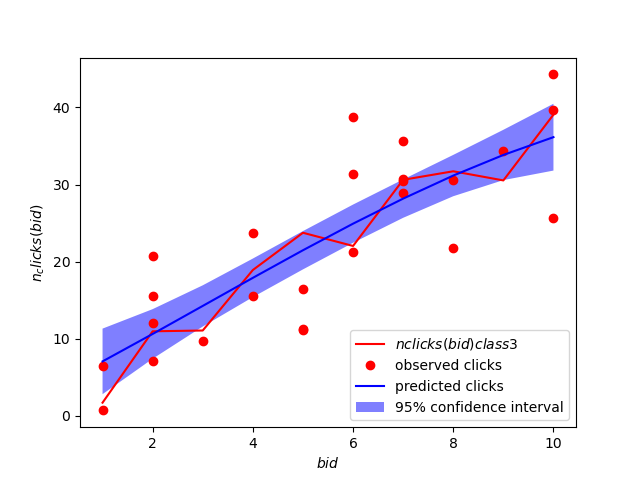 40
30
20
10
0
n_clicks(bid)
nclicks(bid)class3
observed clicks
predicted clicks
95% confidence interval
2 4 6 8 10
bid